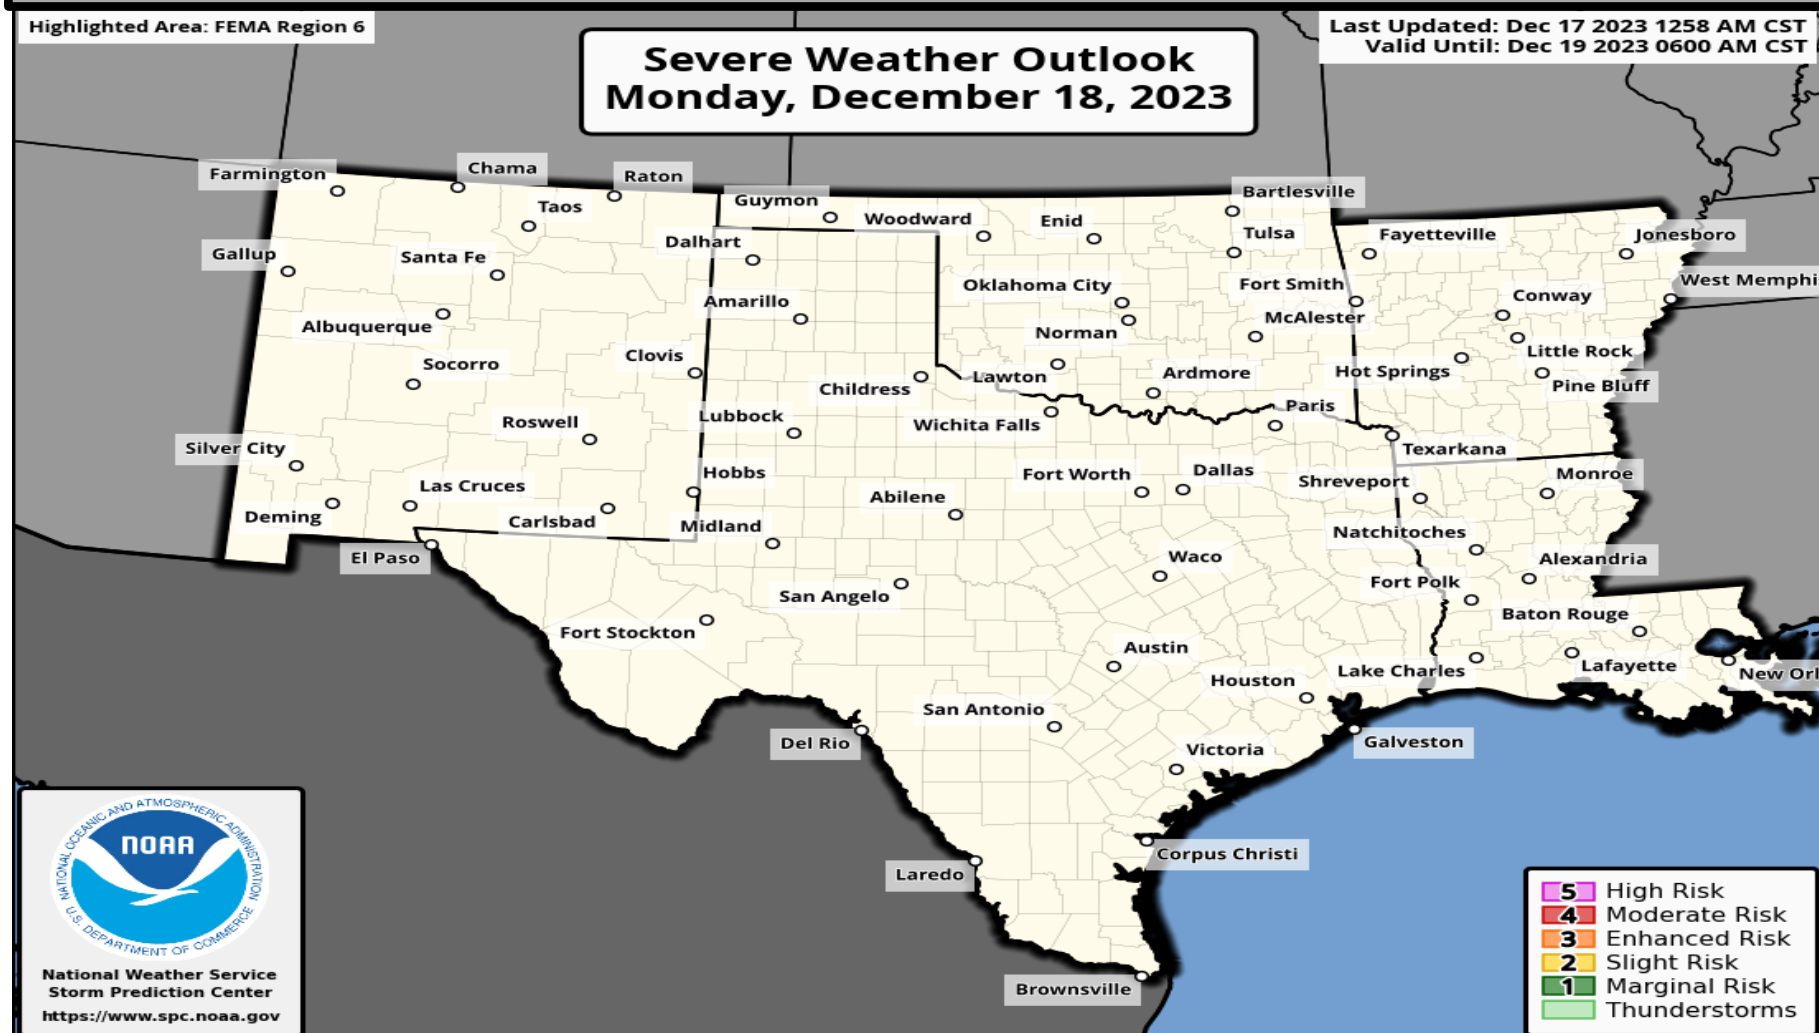 Highlighted Area: FEMA Region 6
Severe Weather Outlook
Monday, December 18, 2023
Last Updated: Dec 17 2023 1258 AM CST
Valid Until: Dec 19 2023 0600 AM CST
Farmington
Chama
Raton
Taos
Guymon
Woodward
Enid
Bartlesville
Gallup
Santa Fe
Dalhart
Tulsa
Fayetteville
Jonesboro
Albuquerque
Amarillo
Oklahoma City
Fort Smith
Conway
West Memphi
Socorro
Clovis
Norman
McAlester
Little Rock
Childress
Lawton
Ardmore
Hot Springs
Pine Bluff
Roswell
Lubbock
Wichita Falls
Paris
Texarkana
Silver City
Las Cruces
Hobbs
Abilene
Fort Worth
Dallas
Shreveport
Monroe
Deming
Carlsbad
Midland
Natchitoches
El Paso
Waco
Alexandria
San Angelo
Fort Polk
Fort Stockton
Baton Rouge
Austin
Houston
Lake Charles
Lafayette
New Orl
San Antonio
Del Rio
Victoria
Galveston
Corpus Christi
Laredo
Brownsville
NATIONAL OCEANIC AND ATMOSPHERIC ADMINISTRATION
NOAA
U.S. DEPARTMENT OF COMMERCE
National Weather Service
Storm Prediction Center
https://www.spc.noaa.gov
5 High Risk
4 Moderate Risk
3 Enhanced Risk
2 Slight Risk
1 Marginal Risk
Thunderstorms